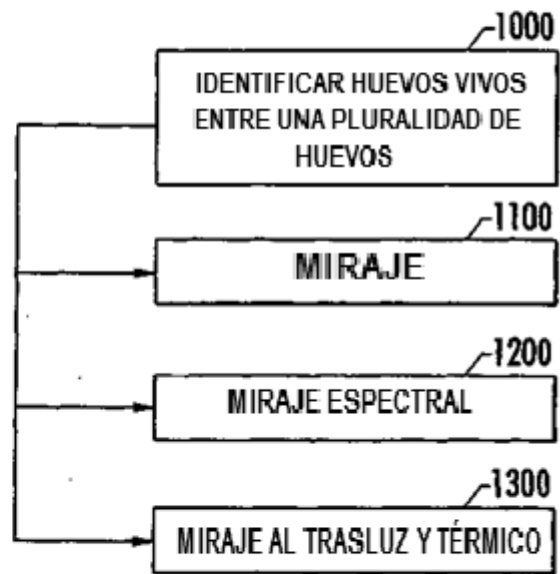 1000
IDENTIFICAR HUEVOS VIVOS
ENTRE UNA PLURALIDAD DE
HUEVOS
1100
MIRAJE
1200
MIRAJE ESPECTRAL
1300
MIRAJE AL TRASLUZ Y TÉRMICO